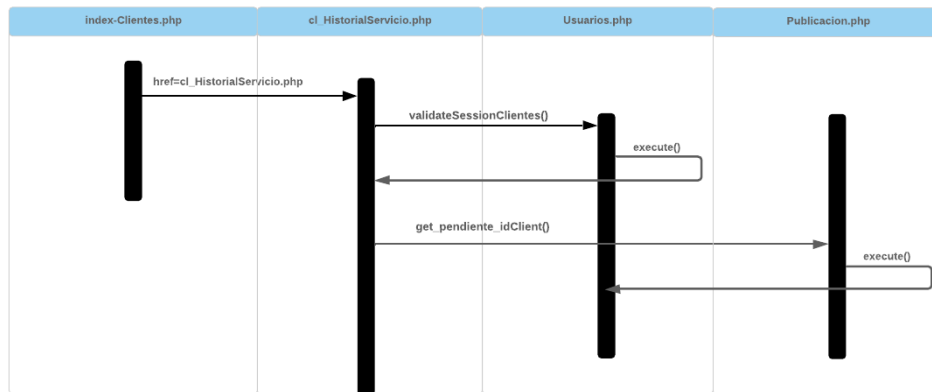 index-Clientes.php
cl_HistorialServicio.php
Usuarios.php
Publicacion.php
href=cl_HistorialServicio.php
validateSessionClientes()
execute()
get_pendiente_idClient()
execute()